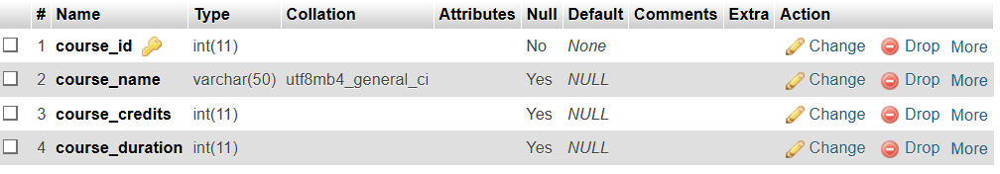 # Name Type Collation Attributes Null Default Comments Extra Action
1 course_id int(11) No None Change Drop More
2 course_name varchar(50) utf8mb4_general_ci Yes NULL Change Drop More
3 course_credits int(11) Yes NULL Change Drop More
4 course_duration int(11) Yes NULL Change Drop More